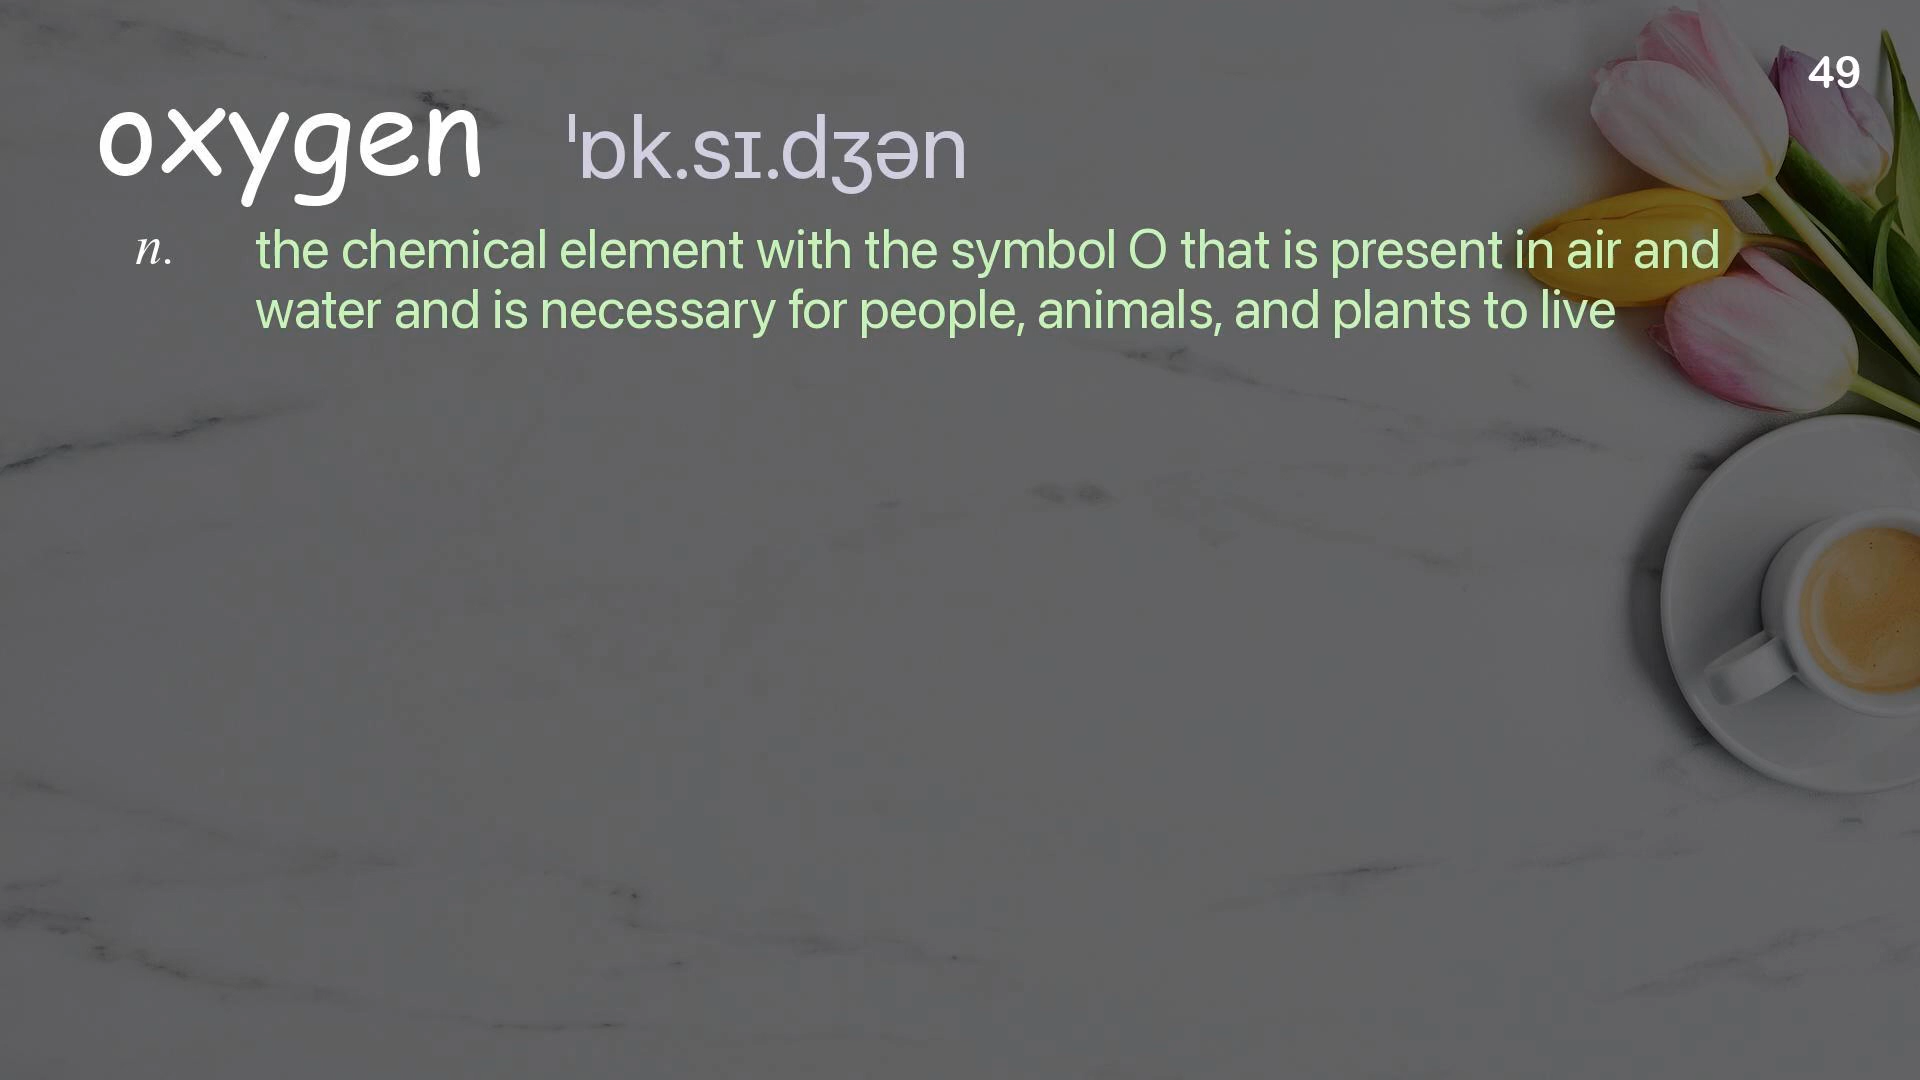 49
oxygen ˈɒk.sɪ.dʒən
n. the chemical element with the symbol O that is present in air and
water and is necessary for people, animals, and plants to live